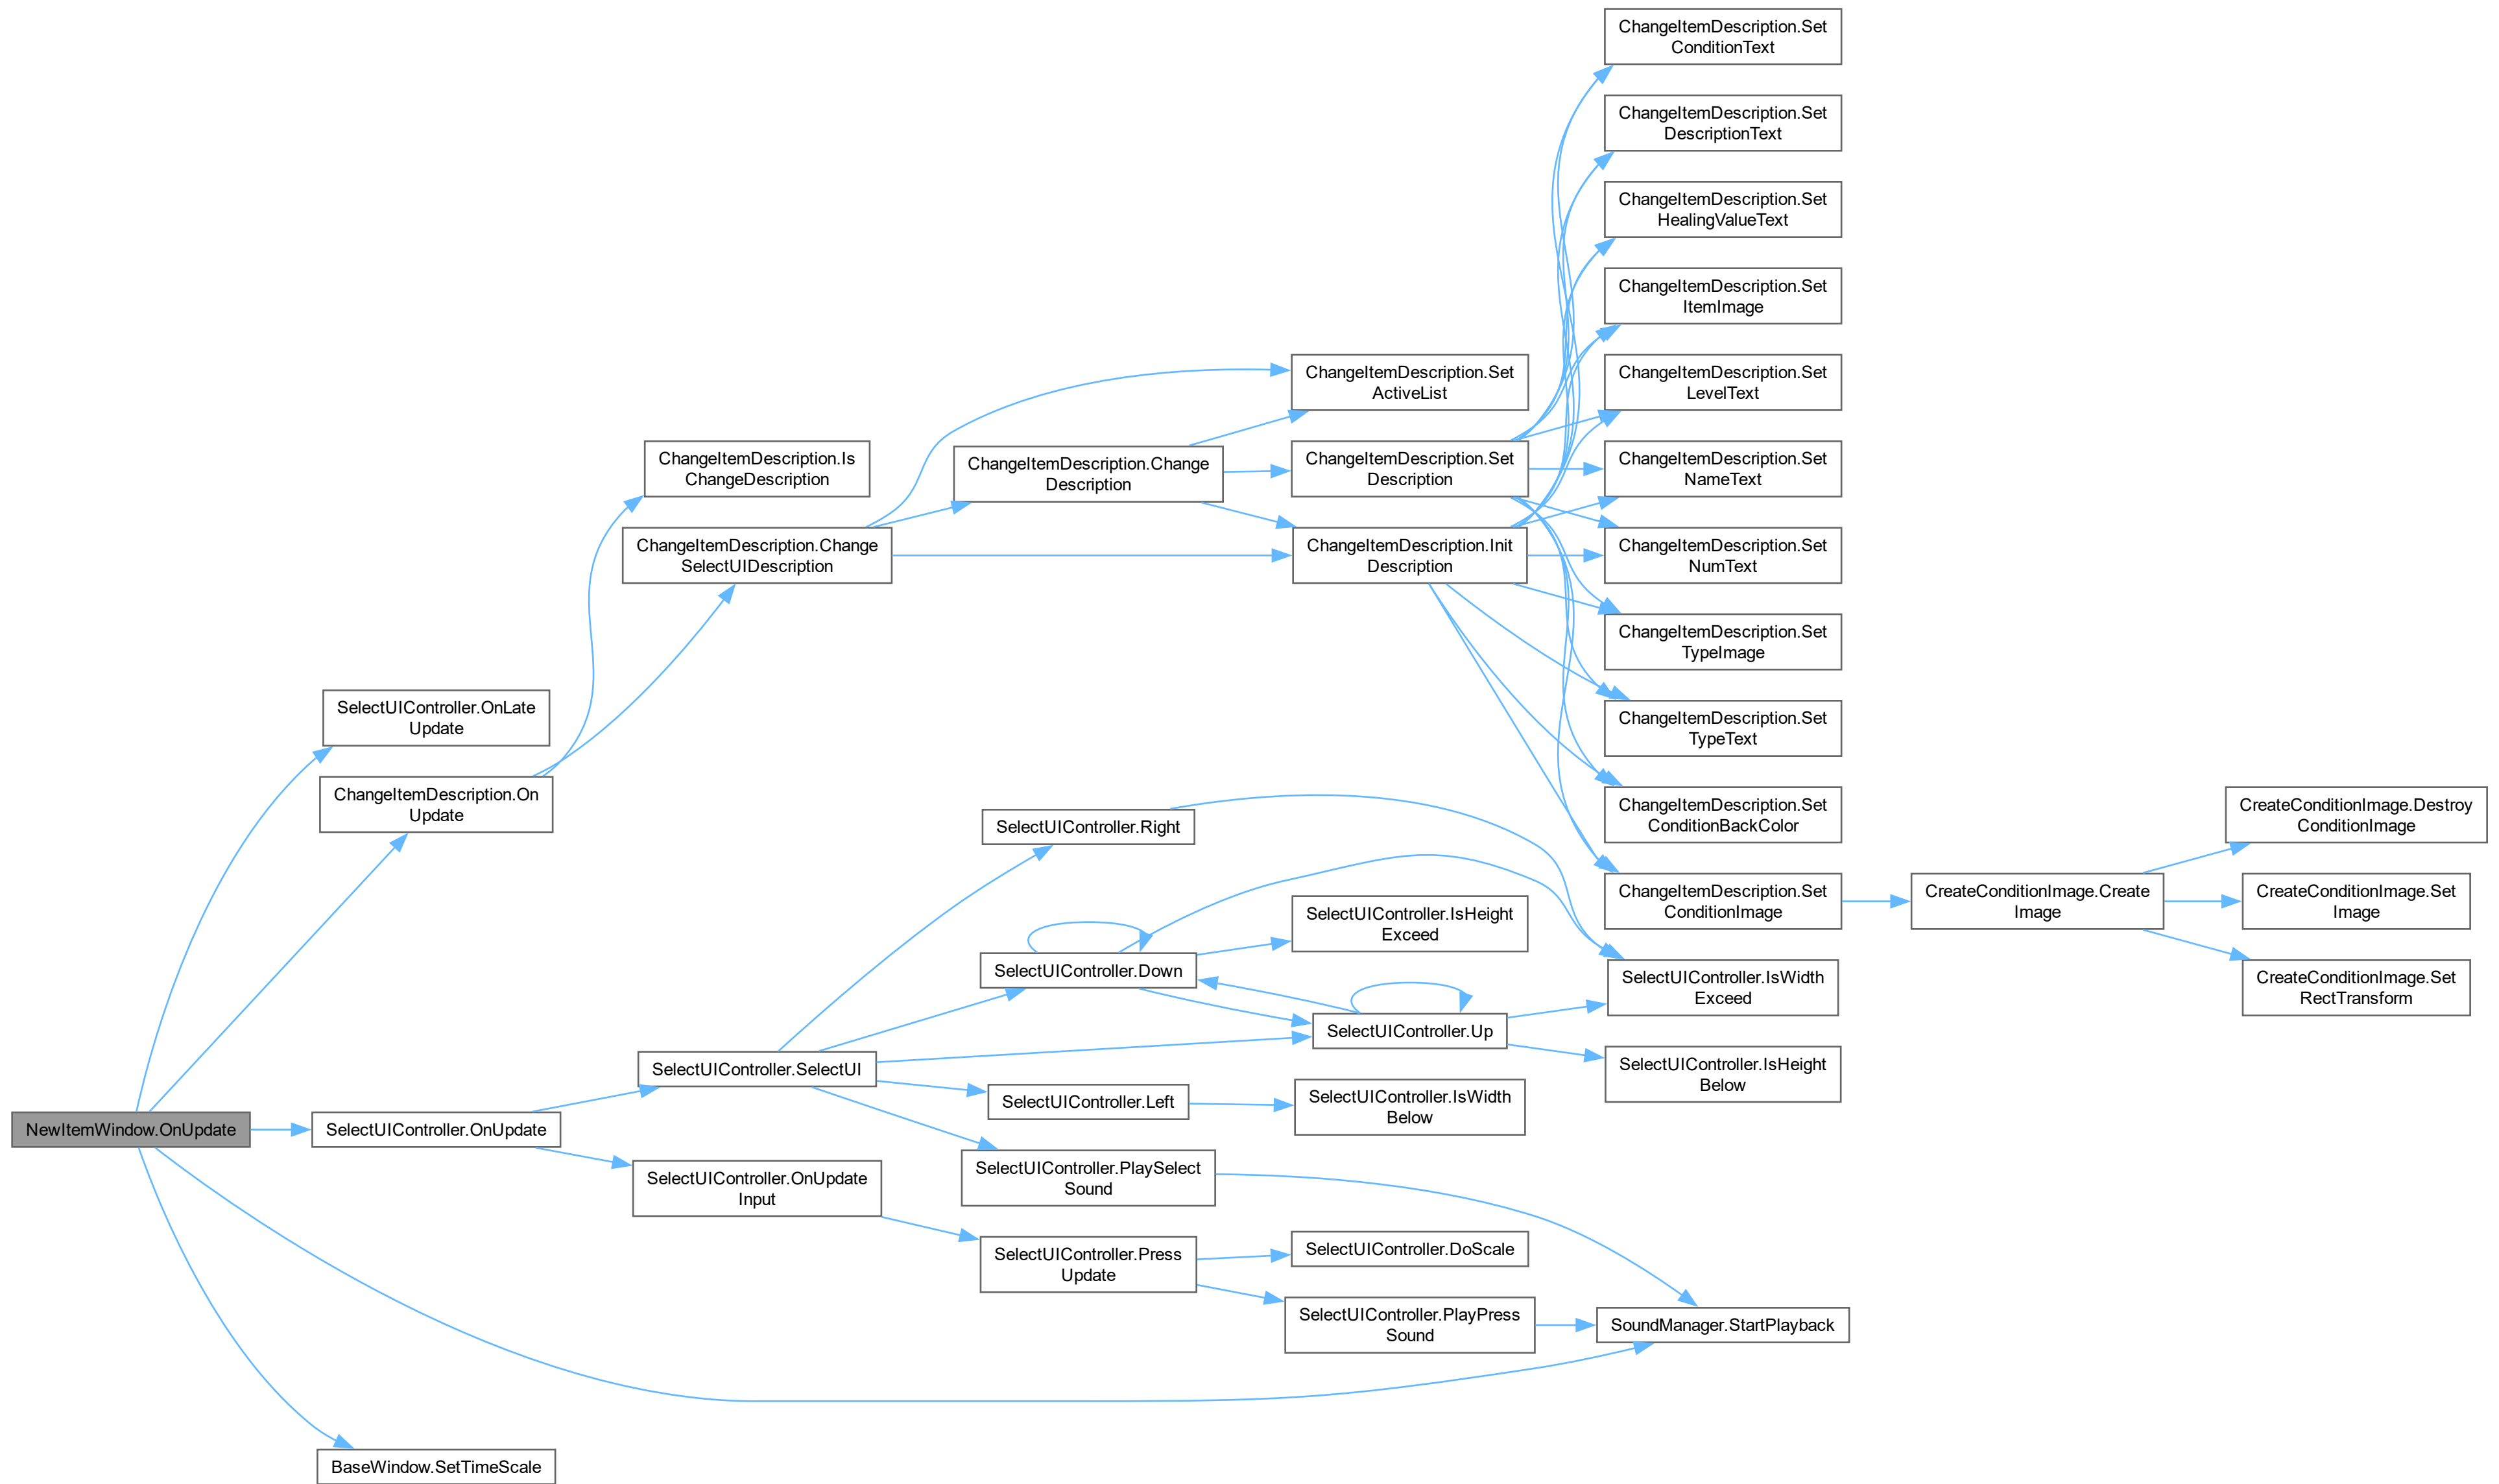 ChangeItemDescription.Set
ConditionText
ChangeItemDescription.Set
DescriptionText
ChangeItemDescription.Set
HealingValueText
ChangeItemDescription.Set
ItemImage
ChangeItemDescription.Set
ActiveList
ChangeItemDescription.Set
LevelText
ChangeItemDescription.Is
ChangeDescription
ChangeItemDescription.Change
Description
ChangeItemDescription.Set
Description
ChangeItemDescription.Set
NameText
ChangeItemDescription.Change
SelectUIDescription
ChangeItemDescription.Init
Description
ChangeItemDescription.Set
NumText
ChangeItemDescription.Set
TypeImage
SelectUIController.OnLate
Update
ChangeItemDescription.Set
TypeText
ChangeItemDescription.On
Update
SelectUIController.Right
ChangeItemDescription.Set
ConditionBackColor
CreateConditionImage.Destroy
ConditionImage
SelectUIController.IsHeight
Exceed
ChangeItemDescription.Set
ConditionImage
CreateConditionImage.Create
Image
CreateConditionImage.Set
Image
SelectUIController.Down
SelectUIController.IsWidth
Exceed
CreateConditionImage.Set
RectTransform
SelectUIController.Up
SelectUIController.SelectUI
SelectUIController.IsHeight
Below
SelectUIController.Left
SelectUIController.IsWidth
Below
NewItemWindow.OnUpdate
SelectUIController.OnUpdate
SelectUIController.OnUpdate
Input
SelectUIController.PlaySelect
Sound
SelectUIController.Press
Update
SelectUIController.DoScale
SelectUIController.PlayPress
Sound
SoundManager.StartPlayback
BaseWindow.SetTimeScale